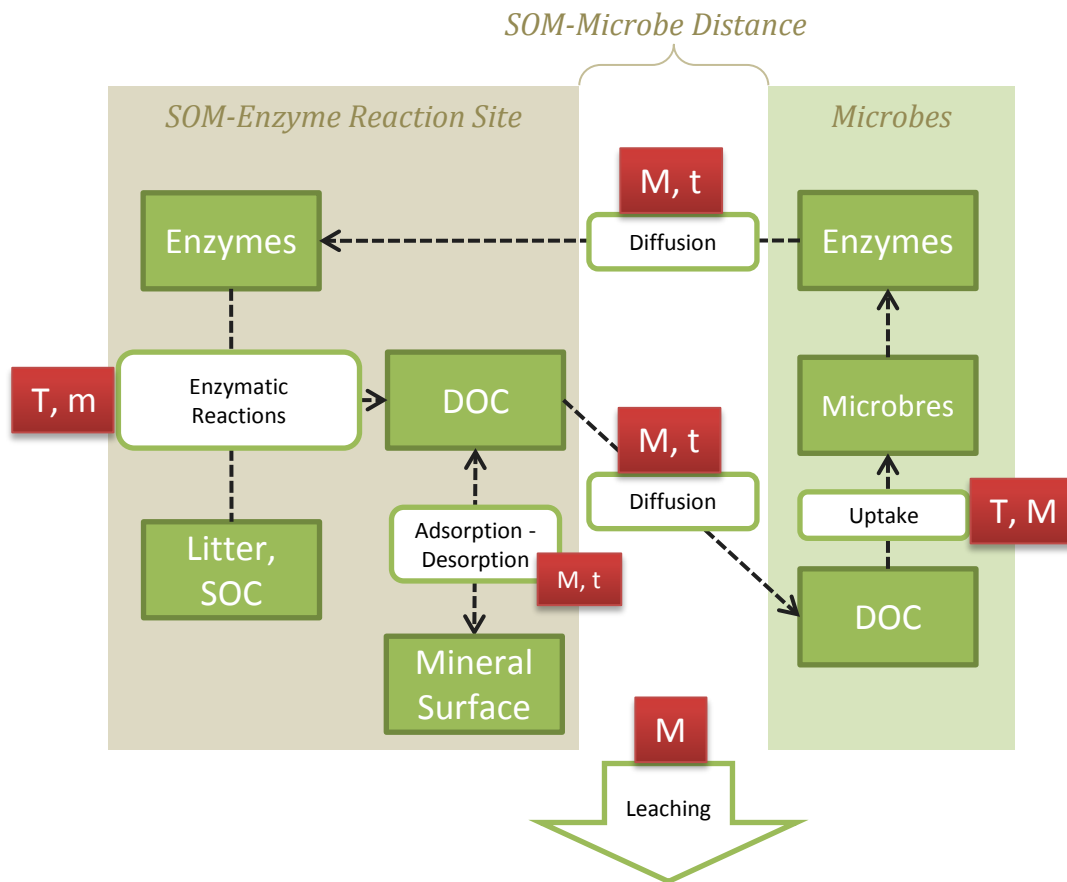 SOM-Microbe Distance
SOM-Enzyme Reaction Site
Microbes
M, t
Enzymes
Diffusion
Enzymes
T, m
Enzymatic
Reactions
DOC
M, t
Diffusion
Microbres
Uptake
T, M
Adsorption -
Desorption
M, t
Litter,
SOC
DOC
Mineral
Surface
M
Leaching